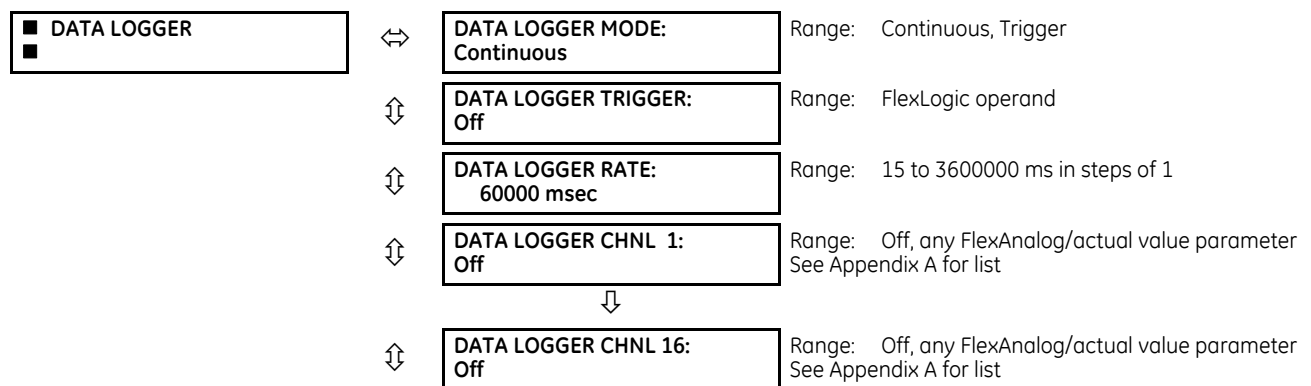 ■ DATA LOGGER
■
DATA LOGGER MODE:
Continuous
Range: Continuous, Trigger
DATA LOGGER TRIGGER:
Off
Range: FlexLogic operand
DATA LOGGER RATE:
60000 msec
Range: 15 to 3600000 ms in steps of 1
DATA LOGGER CHNL 1:
Off
Range: Off, any FlexAnalog/actual value parameter
See Appendix A for list
DATA LOGGER CHNL 16:
Off
Range: Off, any FlexAnalog/actual value parameter
See Appendix A for list